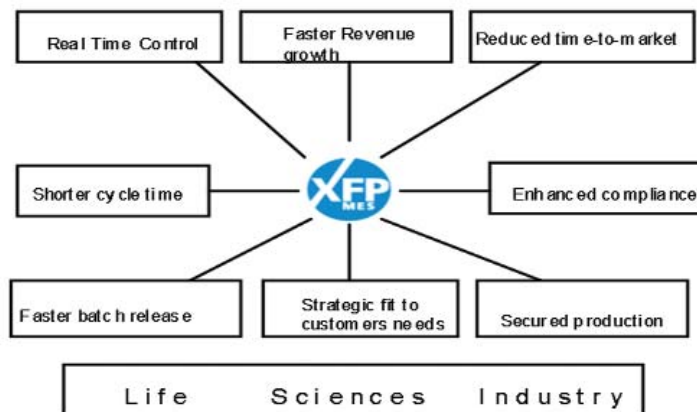 Real Time Control
Faster Revenue
growth
Reduced time-to-market
Shorter cycle time
XFP
MES
Enhanced compliance
Faster batch release
Strategic fit to
customers needs
Secured production
Life Sciences Industry